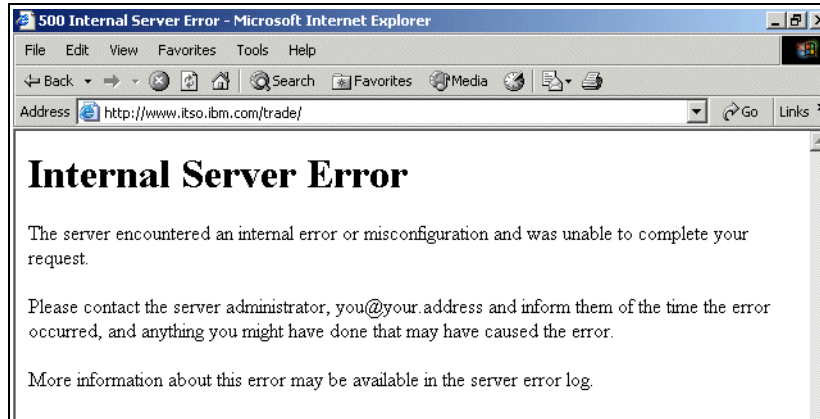 500 Internal Server Error - Microsoft Internet Explorer
File Edit View Favorites Tools Help
Back Search Favorites Media
Address http://www.itso.ibm.com/trade/ Go Links
Internal Server Error
The server encountered an internal error or misconfiguration and was unable to complete your
request.
Please contact the server administrator, you@your.address and inform them of the time the error
occurred, and anything you might have done that may have caused the error.
More information about this error may be available in the server error log.